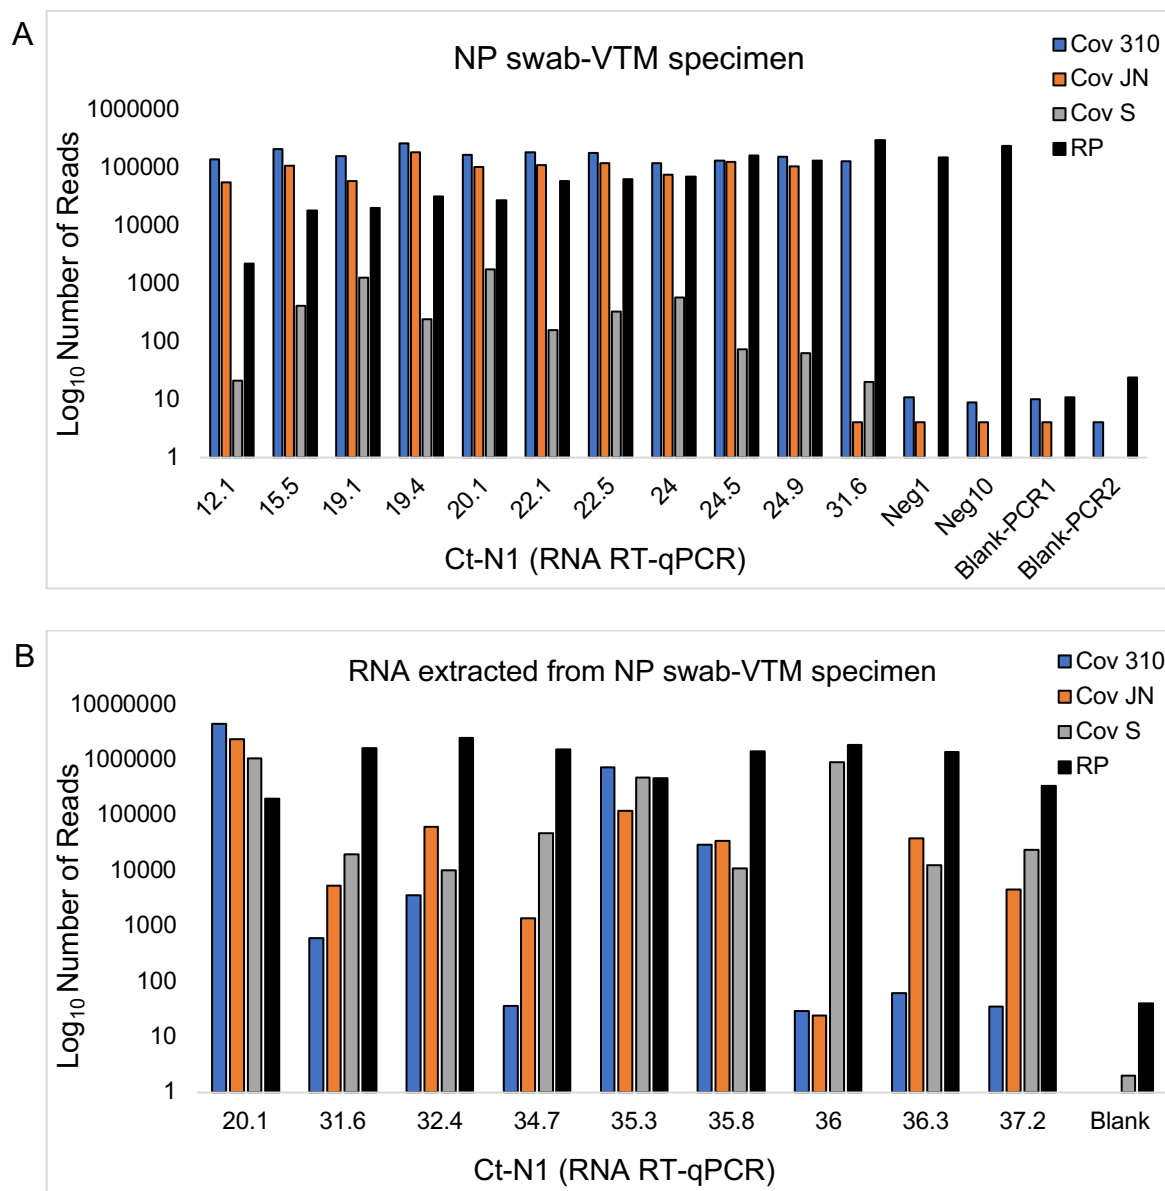 A
NP swab-VTM specimen
Cov 310
Cov JN
Cov S
RP
Log10 Number of Reads
1000000
100000
10000
1000
100
10
1
12.1 15.5 19.1 19.4 20.1 22.1 22.5 24 24.5 24.9 31.6 Neg1 Neg10 Blank-PCR1 Blank-PCR2
Ct-N1 (RNA RT-qPCR)
B
RNA extracted from NP swab-VTM specimen
Cov 310
Cov JN
Cov S
RP
Log10 Number of Reads
10000000
1000000
100000
10000
1000
100
10
1
20.1 31.6 32.4 34.7 35.3 35.8 36 36.3 37.2 Blank
Ct-N1 (RNA RT-qPCR)